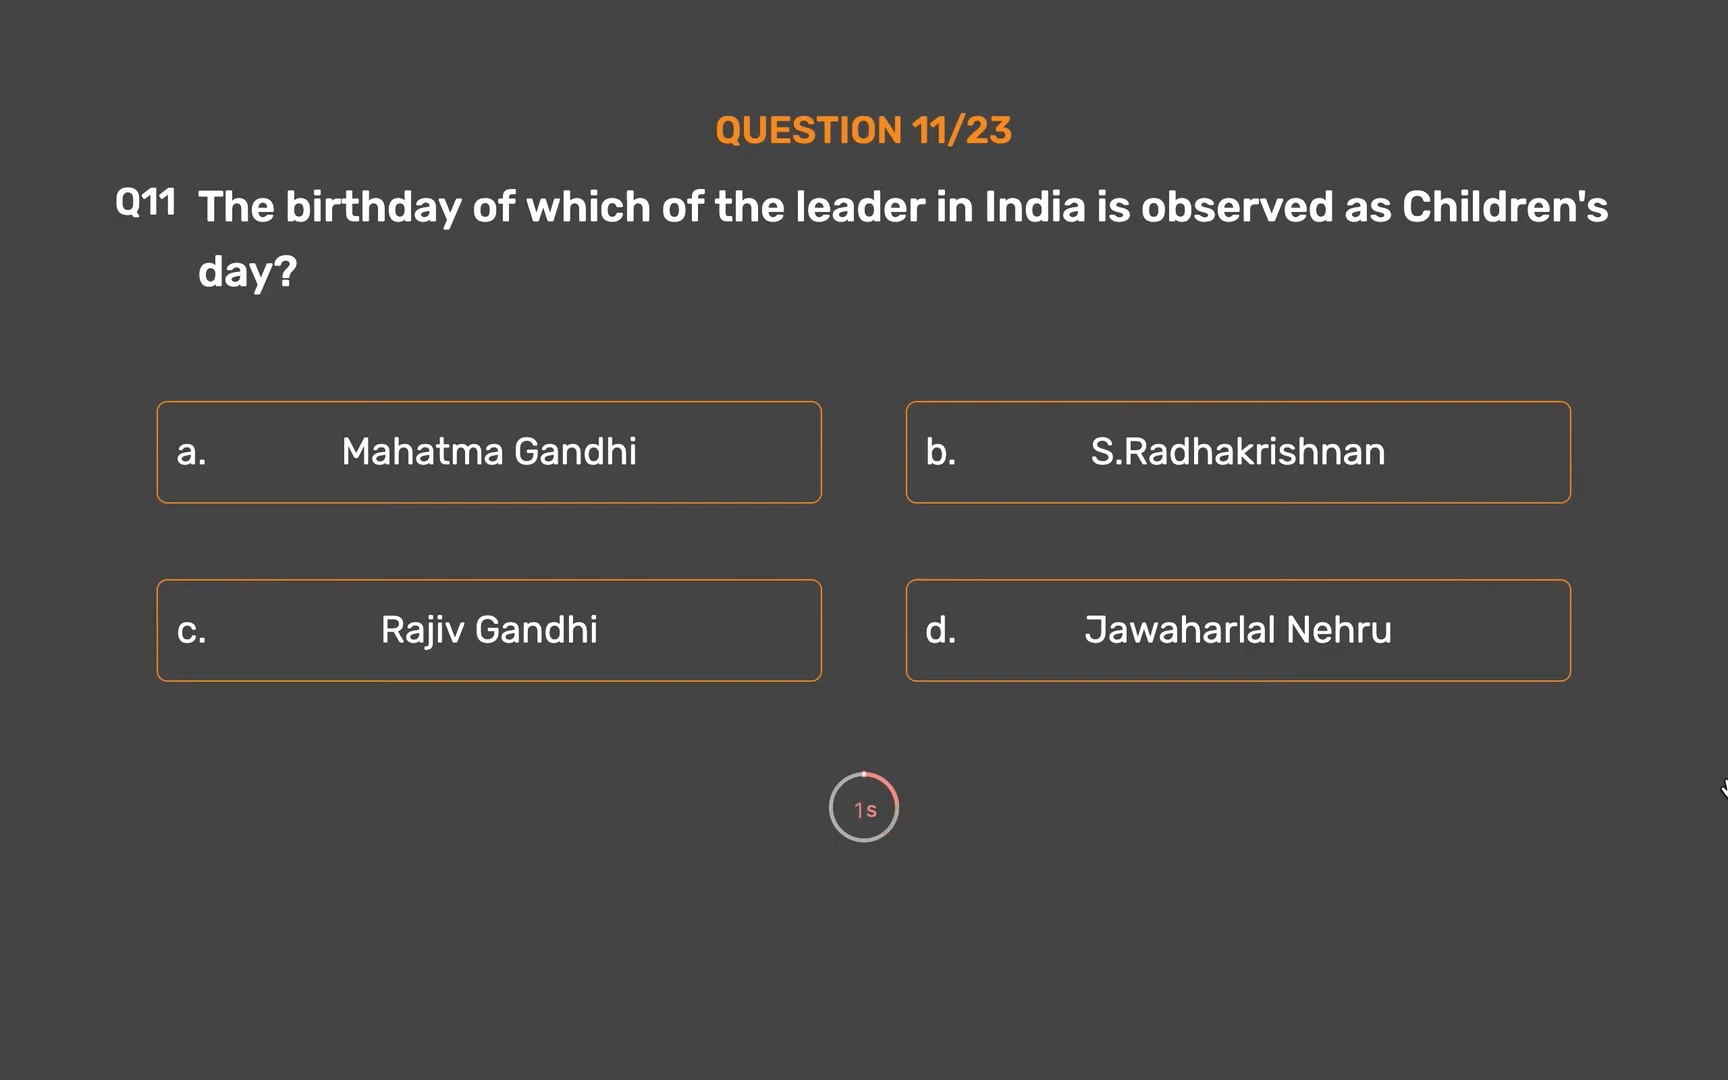 QUESTION 11/23
Q11 The birthday of which of the leader in India is observed as Children's
day?
a. Mahatma Gandhi
b. S.Radhakrishnan
c. Rajiv Gandhi
d. Jawaharlal Nehru
1s